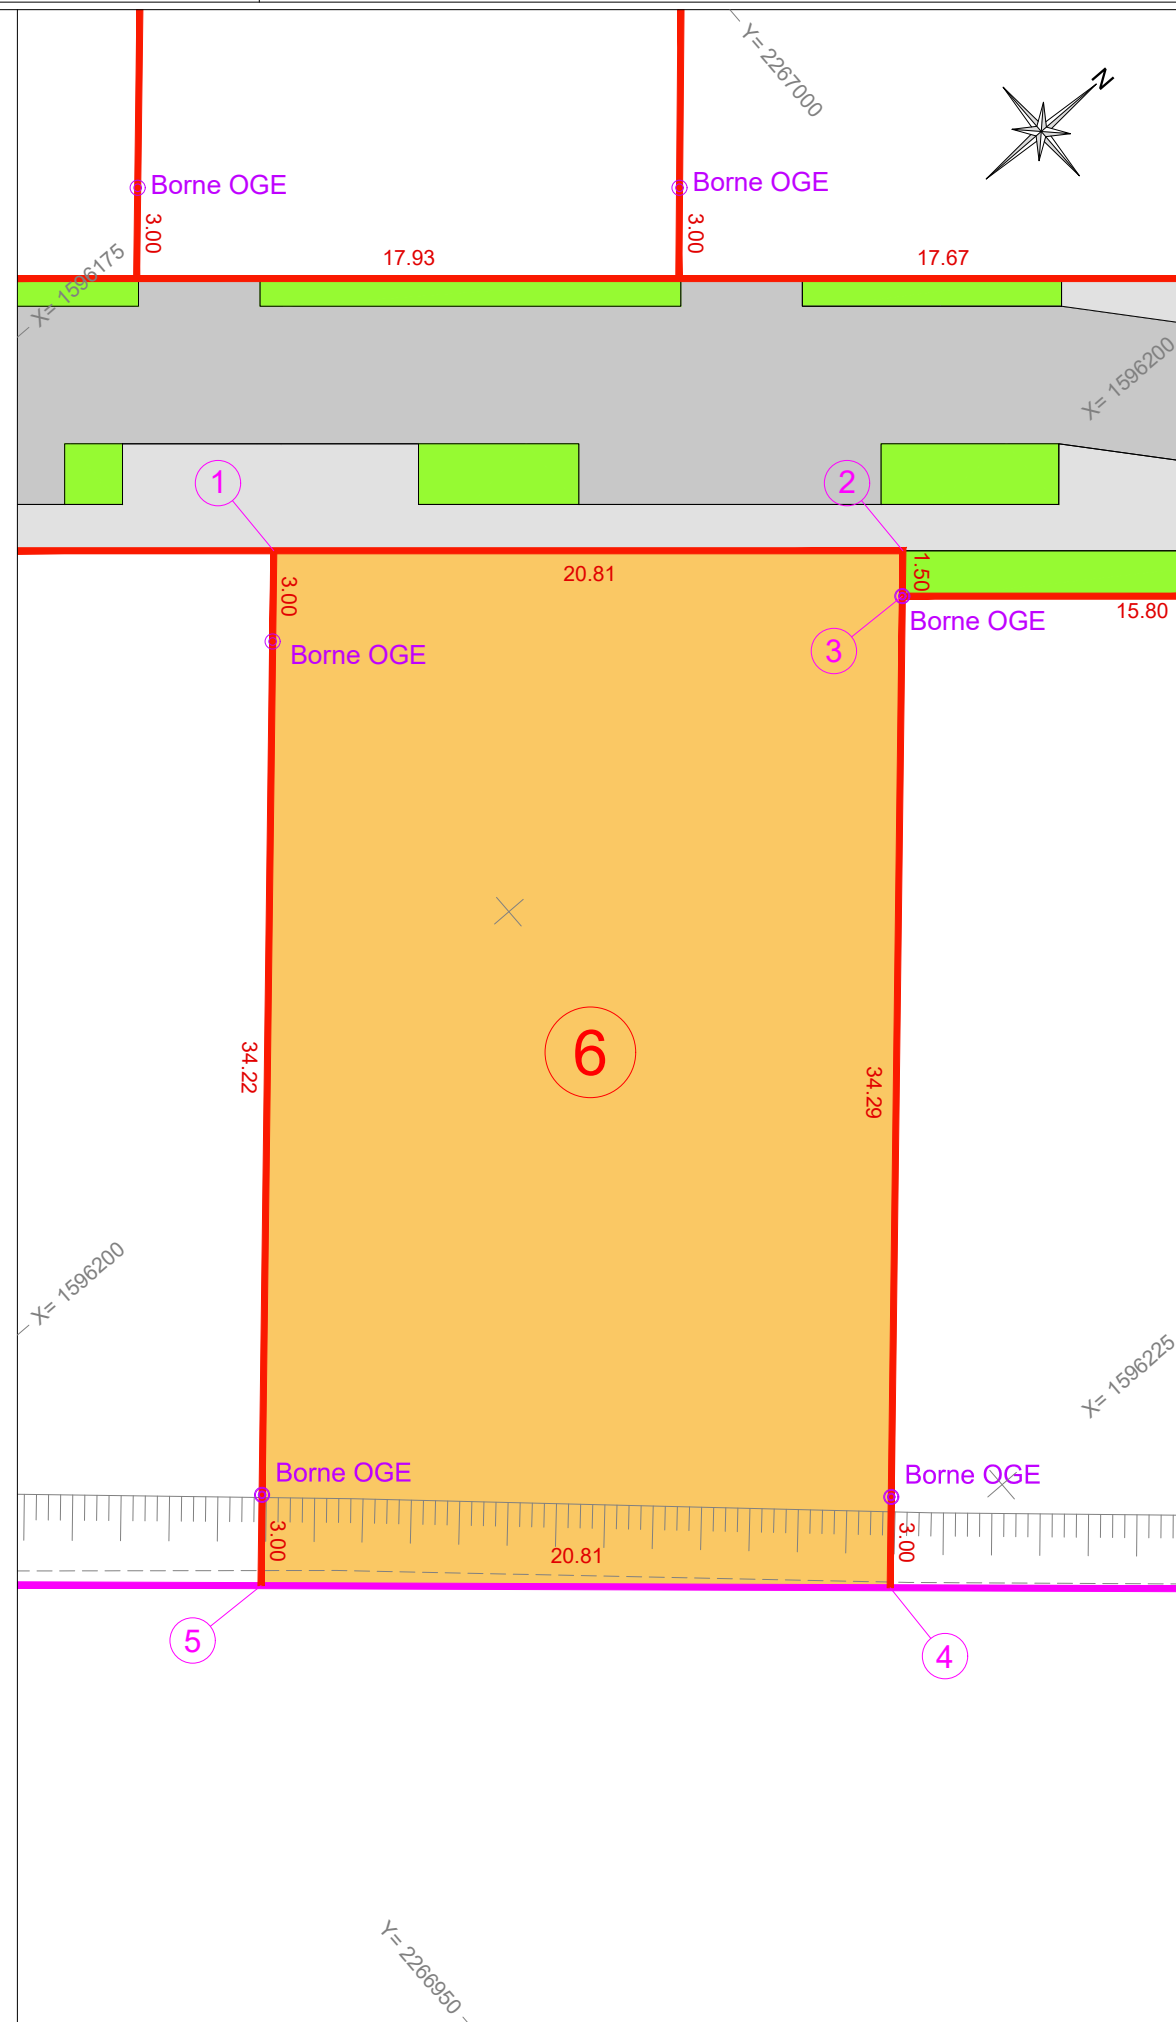 Y= 2267000
N
Borne OGE
Borne OGE
3.00
3.00
17.93
17.67
X= 1596175
X= 1596200
1
2
20.81
3.00
1.50
15.80
Borne OGE
3
Borne OGE
6
34.22
34.29
X= 1596200
X= 1596225
Borne OGE
Borne OGE
3.00
3.00
20.81
5
4
Y= 2266950